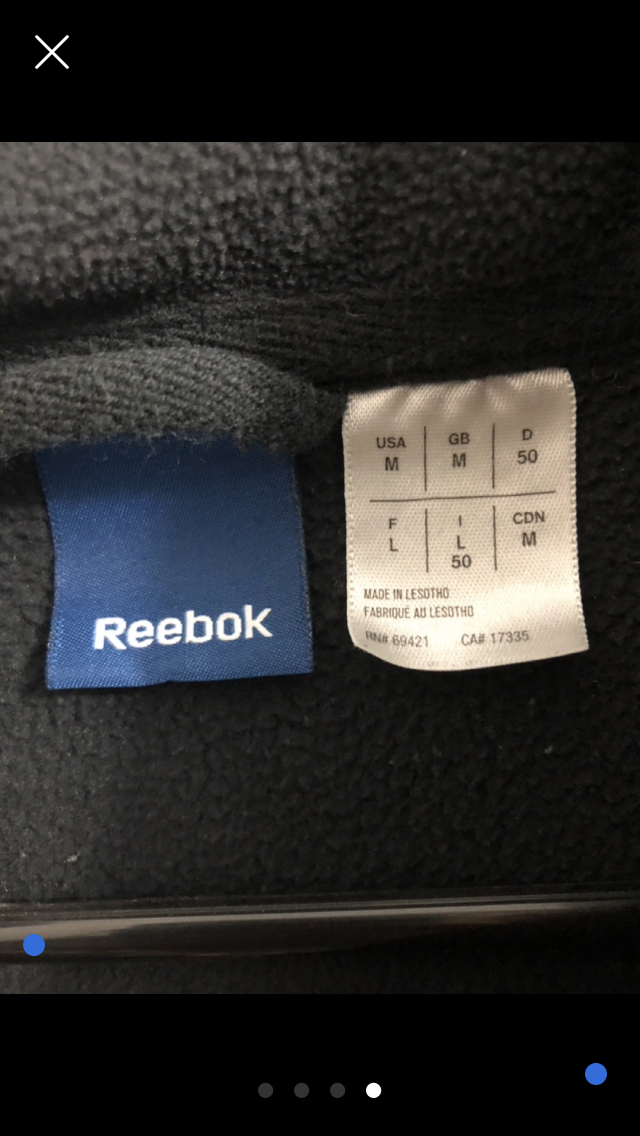 Reebok
USA GB D
M M 50
F I CDN
L L M
50
MADE IN LESOTHO
FABRIQUÉ AU LESOTHO
RN# 69421 CA# 17335